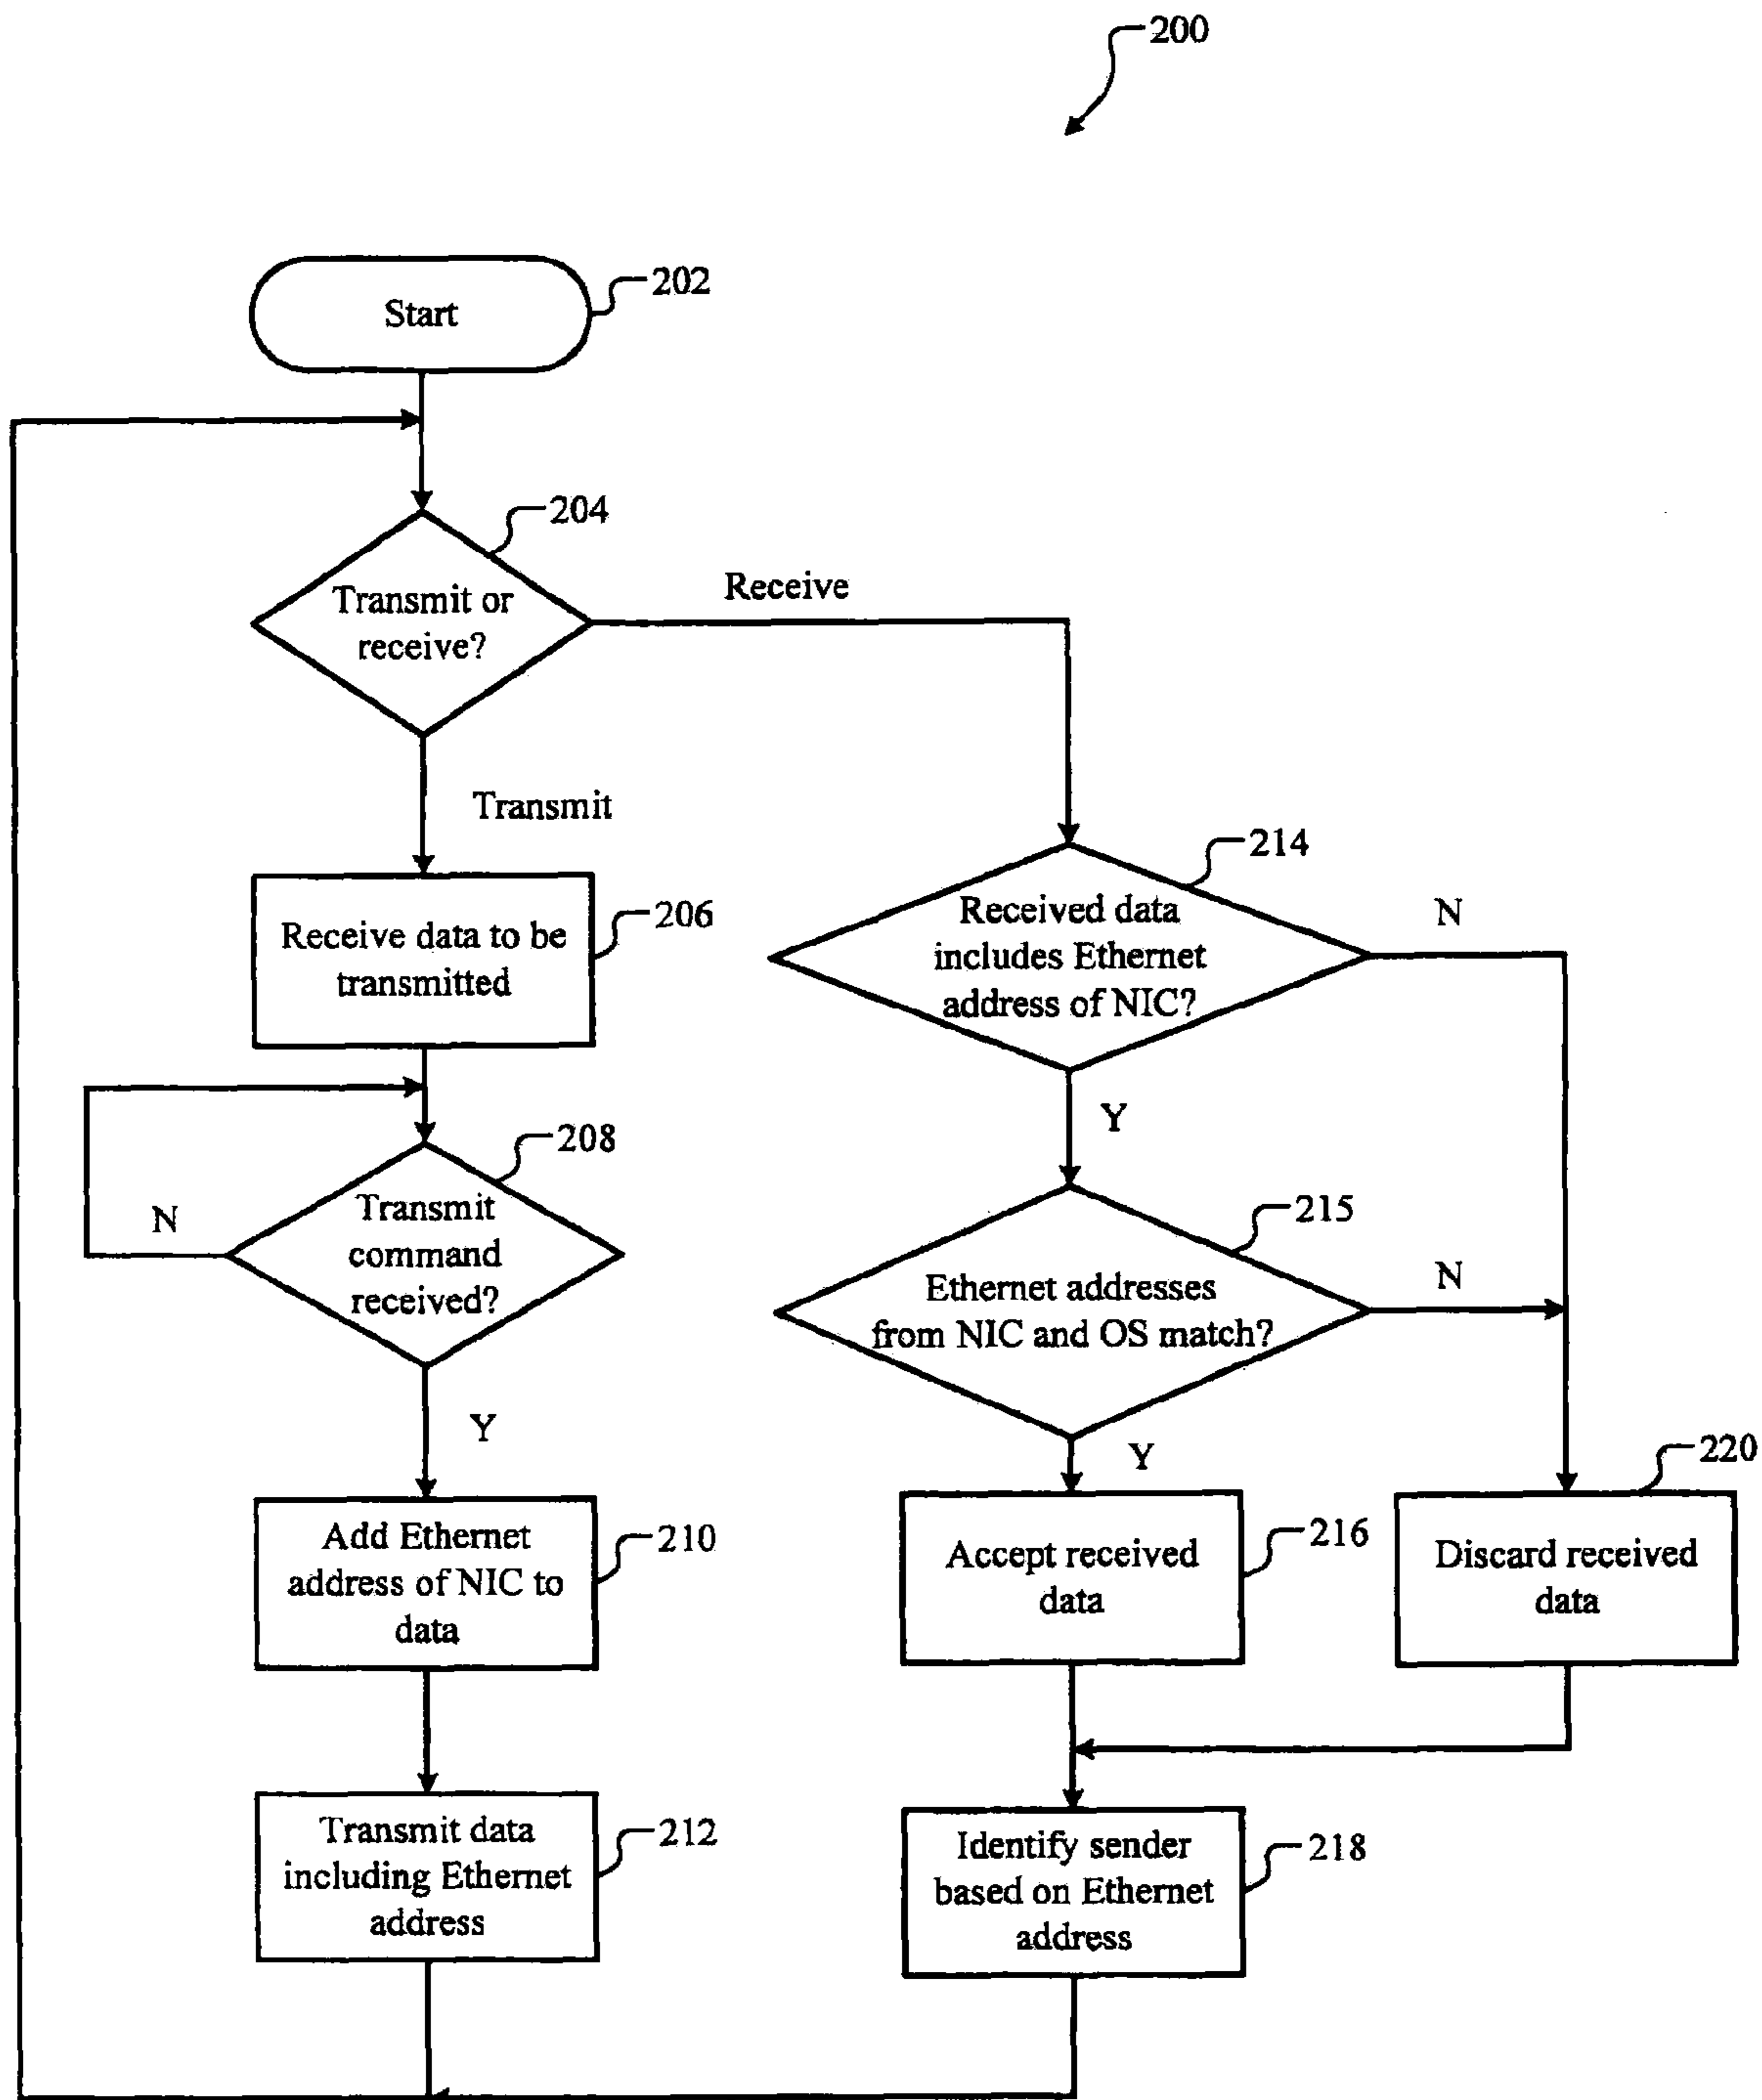 200
Start
202
204
Transmit or
receive?
Receive
Transmit
206
Receive data to be
transmitted
214
Received data
includes Ethernet
address of NIC?
N
Y
208
Transmit
command
received?
N
Y
215
Ethernet addresses
from NIC and OS match?
N
Y
210
Add Ethernet
address of NIC to
data
216
Accept received
data
220
Discard received
data
212
Transmit data
including Ethernet
address
218
Identify sender
based on Ethernet
address